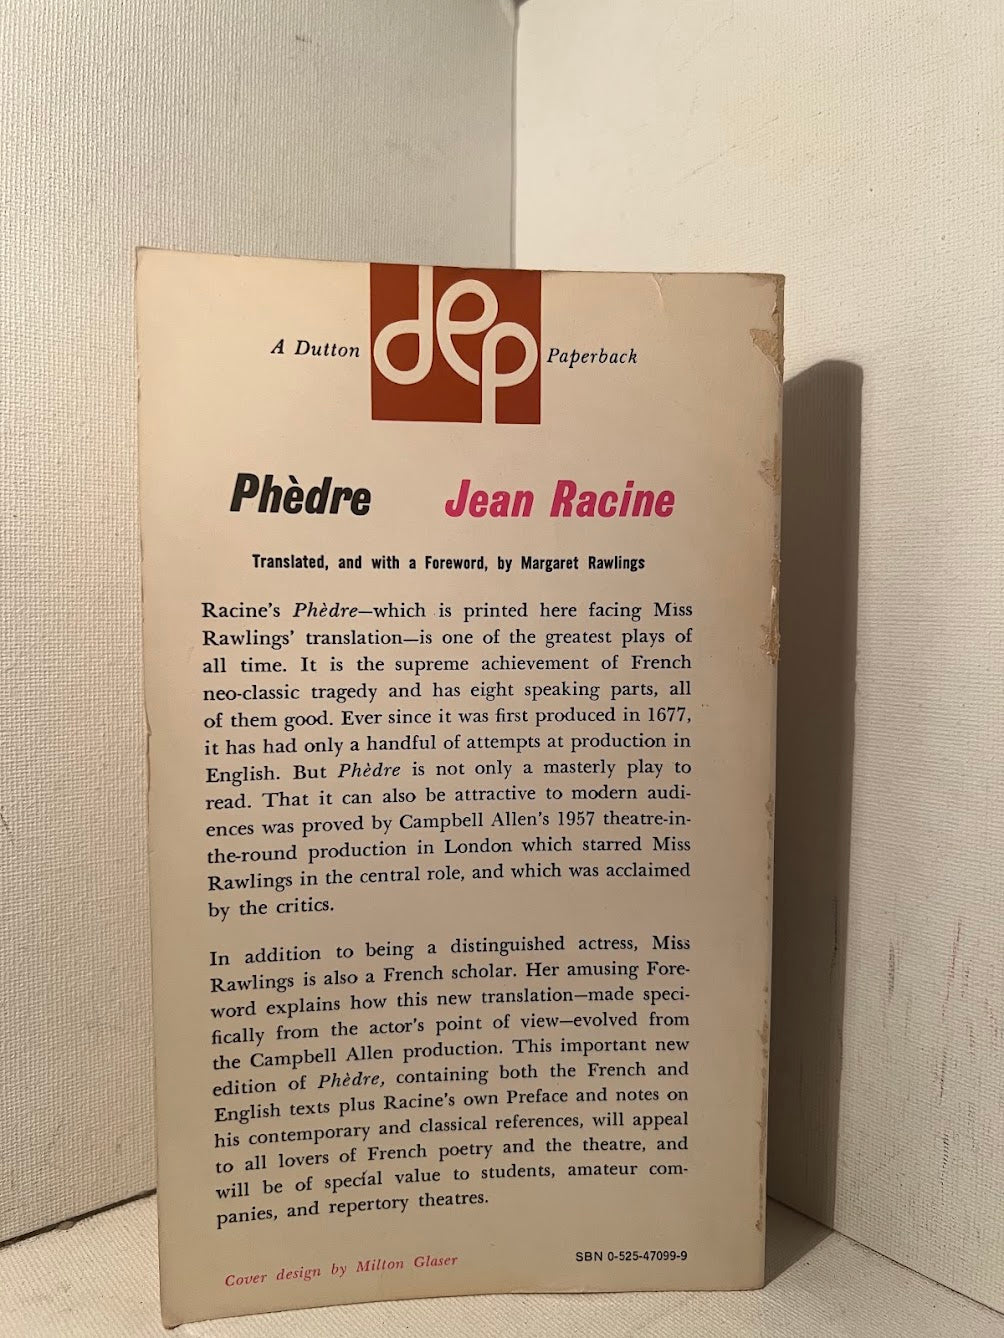 A Dutton dep Paperback
Phèdre Jean Racine
Translated, and with a Foreword, by Margaret Rawlings
Racine's Phèdre—which is printed here facing Miss
Rawlings' translation—is one of the greatest plays of
all time. It is the supreme achievement of French
neo-classic tragedy and has eight speaking parts, all
of them good. Ever since it was first produced in 1677,
it has had only a handful of attempts at production in
English. But Phèdre is not only a masterly play to
read. That it can also be attractive to modern audi-
ences was proved by Campbell Allen's 1957 theatre-in-
the-round production in London which starred Miss
Rawlings in the central role, and which was acclaimed
by the critics.
In addition to being a distinguished actress, Miss
Rawlings is also a French scholar. Her amusing Fore-
word explains how this new translation—made speci-
fically from the actor's point of view—evolved from
the Campbell Allen production. This important new
edition of Phèdre, containing both the French and
English texts plus Racine's own Preface and notes on
his contemporary and classical references, will appeal
to all lovers of French poetry and the theatre, and
will be of special value to students, amateur com-
panies, and repertory theatres.
Cover design by Milton Glaser SBN 0-525-47099-9